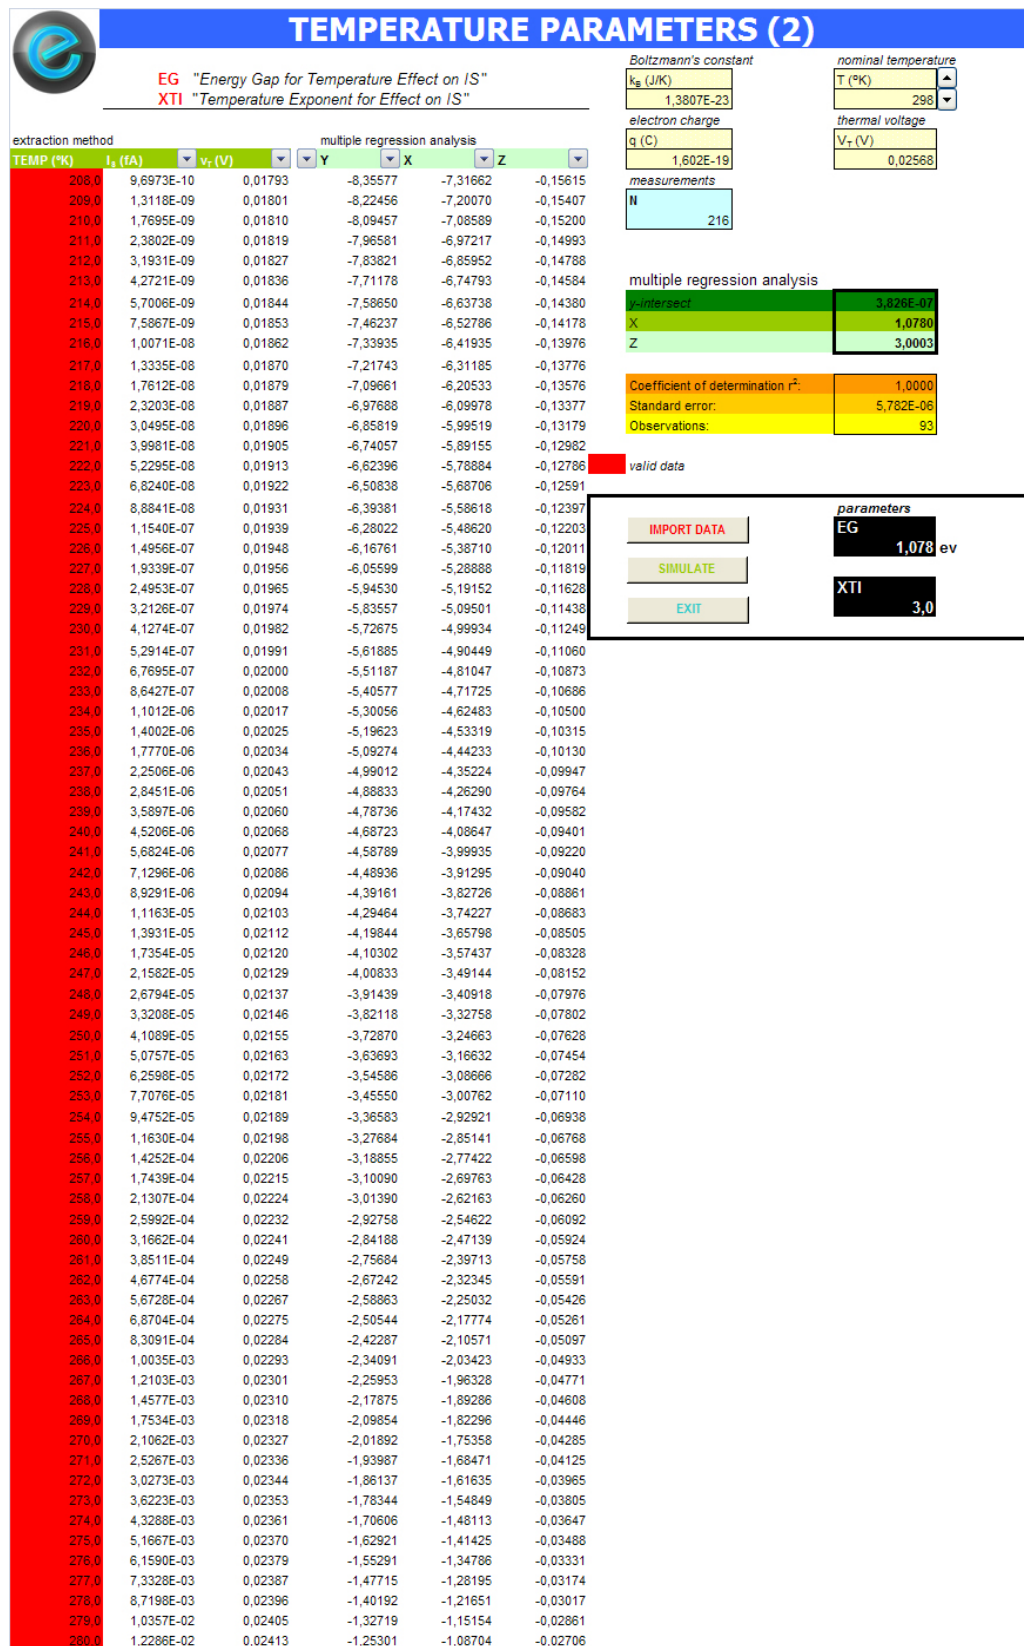 TEMPERATURE PARAMETERS (2)
EG "Energy Gap for Temperature Effect on IS"
XTI "Temperature Exponent for Effect on IS"
Boltzmann's constant nominal temperature
kB (J/K) T (°K)
1,3807E-23 298
electron charge thermal voltage
q (C) VT (V)
1,602E-19 0,02568
measurements
N
216
extraction method multiple regression analysis
TEMP (°K) Is (fA) vT (V) Y X Z
208,0 9,6973E-10 0,01793 -8,35577 -7,31662 -0,15615
209,0 1,3118E-09 0,01801 -8,22456 -7,20070 -0,15407
210,0 1,7695E-09 0,01810 -8,09457 -7,08589 -0,15200
211,0 2,3802E-09 0,01819 -7,96581 -6,97217 -0,14993
212,0 3,1931E-09 0,01827 -7,83821 -6,85952 -0,14788
213,0 4,2721E-09 0,01836 -7,71178 -6,74793 -0,14584
214,0 5,7006E-09 0,01844 -7,58650 -6,63738 -0,14380
215,0 7,5867E-09 0,01853 -7,46237 -6,52786 -0,14178
216,0 1,0071E-08 0,01862 -7,33935 -6,41935 -0,13976
217,0 1,3335E-08 0,01870 -7,21743 -6,31185 -0,13776
218,0 1,7612E-08 0,01879 -7,09661 -6,20533 -0,13576
219,0 2,3203E-08 0,01887 -6,97688 -6,09978 -0,13377
220,0 3,0495E-08 0,01896 -6,85819 -5,99519 -0,13179
221,0 3,9981E-08 0,01905 -6,74057 -5,89155 -0,12982
222,0 5,2295E-08 0,01913 -6,62396 -5,78884 -0,12786
223,0 6,8240E-08 0,01922 -6,50838 -5,68706 -0,12591
224,0 8,8841E-08 0,01931 -6,39381 -5,58618 -0,12397
225,0 1,1540E-07 0,01939 -6,28022 -5,48620 -0,12203
226,0 1,4956E-07 0,01948 -6,16761 -5,38710 -0,12011
227,0 1,9339E-07 0,01956 -6,05599 -5,28888 -0,11819
228,0 2,4953E-07 0,01965 -5,94530 -5,19152 -0,11628
229,0 3,2126E-07 0,01974 -5,83557 -5,09501 -0,11438
230,0 4,1274E-07 0,01982 -5,72675 -4,99934 -0,11249
231,0 5,2914E-07 0,01991 -5,61885 -4,90449 -0,11060
232,0 6,7695E-07 0,02000 -5,51187 -4,81047 -0,10873
233,0 8,6427E-07 0,02008 -5,40577 -4,71725 -0,10686
234,0 1,1012E-06 0,02017 -5,30056 -4,62483 -0,10500
235,0 1,4002E-06 0,02025 -5,19623 -4,53319 -0,10315
236,0 1,7770E-06 0,02034 -5,09274 -4,44233 -0,10130
237,0 2,2506E-06 0,02043 -4,99012 -4,35224 -0,09947
238,0 2,8451E-06 0,02051 -4,88833 -4,26290 -0,09764
239,0 3,5897E-06 0,02060 -4,78736 -4,17432 -0,09582
240,0 4,5206E-06 0,02068 -4,68723 -4,08647 -0,09401
241,0 5,6824E-06 0,02077 -4,58789 -3,99935 -0,09220
242,0 7,1296E-06 0,02086 -4,48936 -3,91295 -0,09040
243,0 8,9291E-06 0,02094 -4,39161 -3,82726 -0,08861
244,0 1,1163E-05 0,02103 -4,29464 -3,74227 -0,08683
245,0 1,3931E-05 0,02112 -4,19844 -3,65798 -0,08505
246,0 1,7354E-05 0,02120 -4,10302 -3,57437 -0,08328
247,0 2,1582E-05 0,02129 -4,00833 -3,49144 -0,08152
248,0 2,6794E-05 0,02137 -3,91439 -3,40918 -0,07976
249,0 3,3208E-05 0,02146 -3,82118 -3,32758 -0,07802
250,0 4,1089E-05 0,02155 -3,72870 -3,24663 -0,07628
251,0 5,0757E-05 0,02163 -3,63693 -3,16632 -0,07454
252,0 6,2598E-05 0,02172 -3,54586 -3,08666 -0,07282
253,0 7,7076E-05 0,02181 -3,45550 -3,00762 -0,07110
254,0 9,4752E-05 0,02189 -3,36583 -2,92921 -0,06938
255,0 1,1630E-04 0,02198 -3,27684 -2,85141 -0,06768
256,0 1,4252E-04 0,02206 -3,18855 -2,77422 -0,06598
257,0 1,7439E-04 0,02215 -3,10090 -2,69763 -0,06428
258,0 2,1307E-04 0,02224 -3,01390 -2,62163 -0,06260
259,0 2,5992E-04 0,02232 -2,92758 -2,54622 -0,06092
260,0 3,1662E-04 0,02241 -2,84188 -2,47139 -0,05924
261,0 3,8511E-04 0,02249 -2,75684 -2,39713 -0,05758
262,0 4,6774E-04 0,02258 -2,67242 -2,32345 -0,05591
263,0 5,6728E-04 0,02267 -2,58863 -2,25032 -0,05426
264,0 6,8704E-04 0,02275 -2,50544 -2,17774 -0,05261
265,0 8,3091E-04 0,02284 -2,42287 -2,10571 -0,05097
266,0 1,0035E-03 0,02293 -2,34091 -2,03423 -0,04933
267,0 1,2103E-03 0,02301 -2,25953 -1,96328 -0,04771
268,0 1,4577E-03 0,02310 -2,17875 -1,89286 -0,04608
269,0 1,7534E-03 0,02318 -2,09854 -1,82296 -0,04446
270,0 2,1062E-03 0,02327 -2,01892 -1,75358 -0,04285
271,0 2,5267E-03 0,02336 -1,93987 -1,68471 -0,04125
272,0 3,0273E-03 0,02344 -1,86137 -1,61635 -0,03965
273,0 3,6223E-03 0,02353 -1,78344 -1,54849 -0,03805
274,0 4,3288E-03 0,02361 -1,70606 -1,48113 -0,03647
275,0 5,1667E-03 0,02370 -1,62921 -1,41425 -0,03488
276,0 6,1590E-03 0,02379 -1,55291 -1,34786 -0,03331
277,0 7,3328E-03 0,02387 -1,47715 -1,28195 -0,03174
278,0 8,7198E-03 0,02396 -1,40192 -1,21651 -0,03017
279,0 1,0357E-02 0,02405 -1,32719 -1,15154 -0,02861
280,0 1,2286E-02 0,02413 -1,25301 -1,08704 -0,02706
multiple regression analysis
y-intersect 3,826E-07
X 1,0780
Z 3,0003
Coefficient of determination r²: 1,0000
Standard error: 5,782E-06
Observations: 93
valid data
parameters
IMPORT DATA
SIMULATE
EXIT
EG
1,078 ev
XTI
3,0